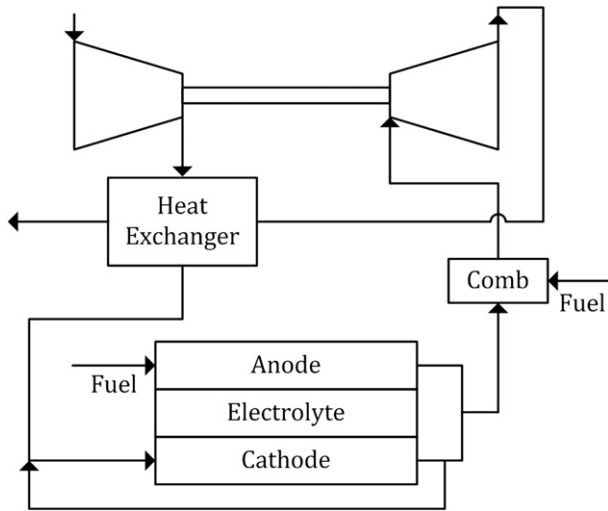 Heat
Exchanger
Comb
Fuel
Fuel
Anode
Electrolyte
Cathode